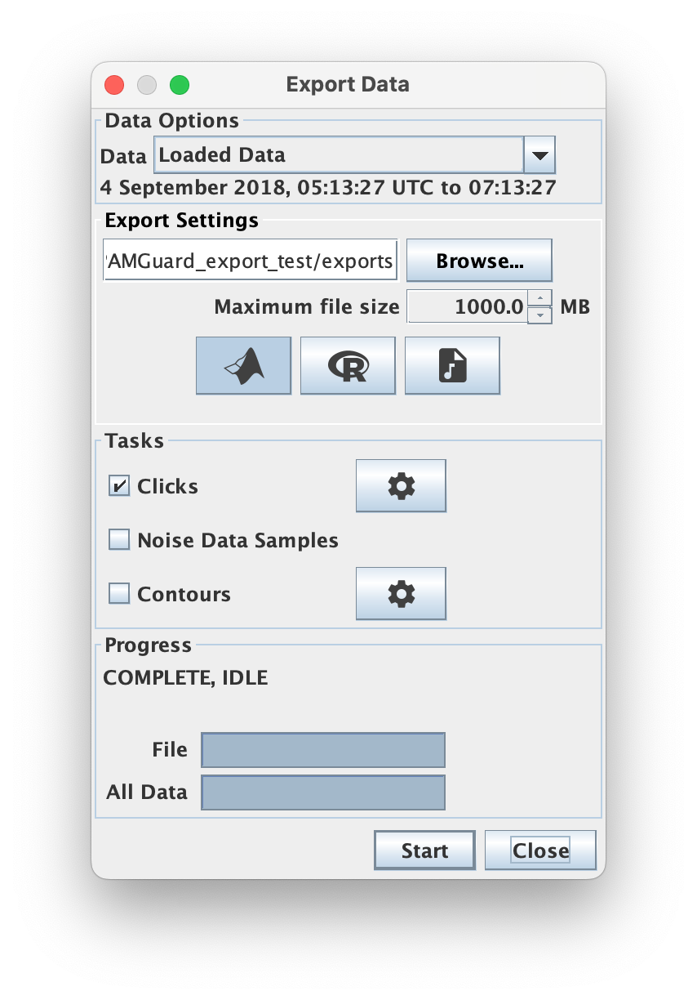 Export Data
Data Options
Data Loaded Data
4 September 2018, 05:13:27 UTC to 07:13:27
Export Settings
AMGuard_export_test/exports Browse...
Maximum file size 1000.0 MB
R
Tasks
Clicks
Noise Data Samples
Contours
Progress
COMPLETE, IDLE
File
All Data
Start Close